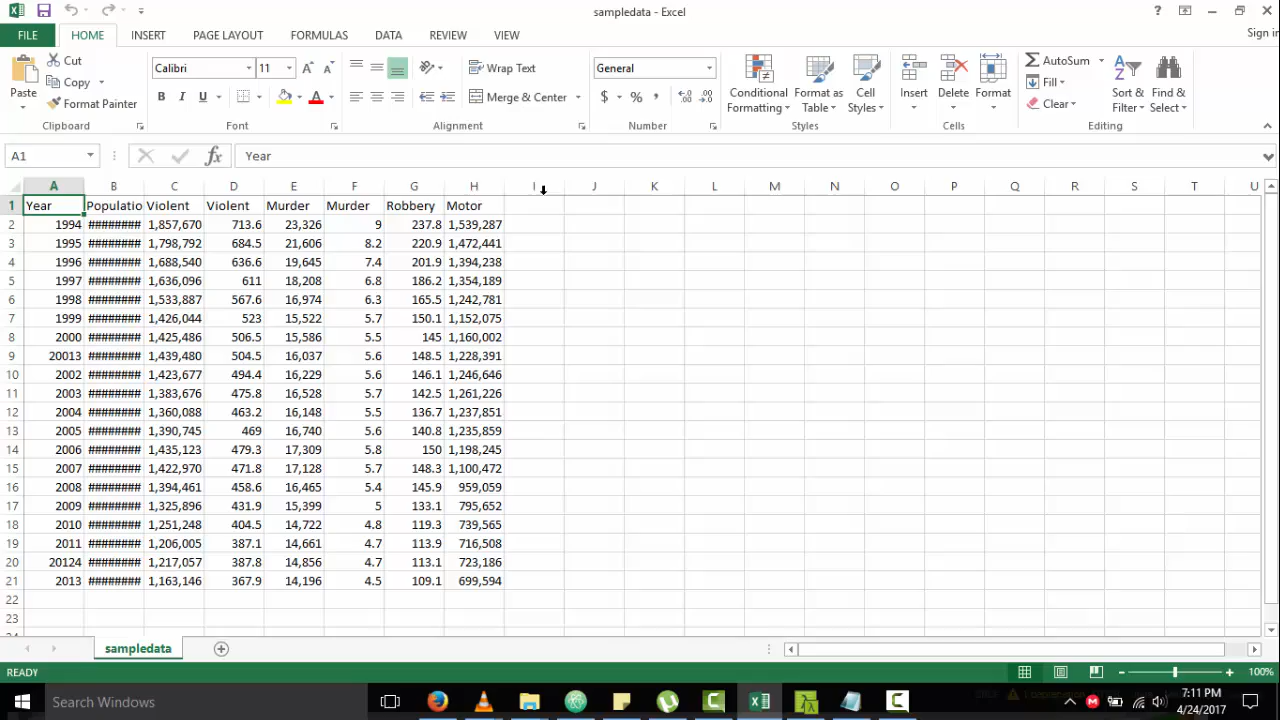 sampledata - Excel
Sign in
FILE HOME INSERT PAGE LAYOUT FORMULAS DATA REVIEW VIEW
Paste Cut Copy Format Painter Clipboard
Calibri 11 B I U A A A Font
Wrap Text Merge & Center Alignment
General $ % , Number
Conditional Formatting Format as Table Cell Styles Styles
Insert Delete Format Cells
AutoSum Fill Clear Sort & Filter Find & Select Editing
A1 fx Year
A B C D E F G H I J K L M N O P Q R S T U
1 Year Populatio Violent Violent Murder Murder Robbery Motor
2 1994 ######## 1,857,670 713.6 23,326 9 237.8 1,539,287
3 1995 ######## 1,798,792 684.5 21,606 8.2 220.9 1,472,441
4 1996 ######## 1,688,540 636.6 19,645 7.4 201.9 1,394,238
5 1997 ######## 1,636,096 611 18,208 6.8 186.2 1,354,189
6 1998 ######## 1,533,887 567.6 16,974 6.3 165.5 1,242,781
7 1999 ######## 1,426,044 523 15,522 5.7 150.1 1,152,075
8 2000 ######## 1,425,486 506.5 15,586 5.5 145 1,160,002
9 20013 ######## 1,439,480 504.5 16,037 5.6 148.5 1,228,391
10 2002 ######## 1,423,677 494.4 16,229 5.6 146.1 1,246,646
11 2003 ######## 1,383,676 475.8 16,528 5.7 142.5 1,261,226
12 2004 ######## 1,360,088 463.2 16,148 5.5 136.7 1,237,851
13 2005 ######## 1,390,745 469 16,740 5.6 140.8 1,235,859
14 2006 ######## 1,435,123 479.3 17,309 5.8 150 1,198,245
15 2007 ######## 1,422,970 471.8 17,128 5.7 148.3 1,100,472
16 2008 ######## 1,394,461 458.6 16,465 5.4 145.9 959,059
17 2009 ######## 1,325,896 431.9 15,399 5 133.1 795,652
18 2010 ######## 1,251,248 404.5 14,722 4.8 119.3 739,565
19 2011 ######## 1,206,005 387.1 14,661 4.7 113.9 716,508
20 20124 ######## 1,217,057 387.8 14,856 4.7 113.1 723,186
21 2013 ######## 1,163,146 367.9 14,196 4.5 109.1 699,594
22
23
sampledata
READY 100%
Search Windows 7:11 PM
4/24/2017